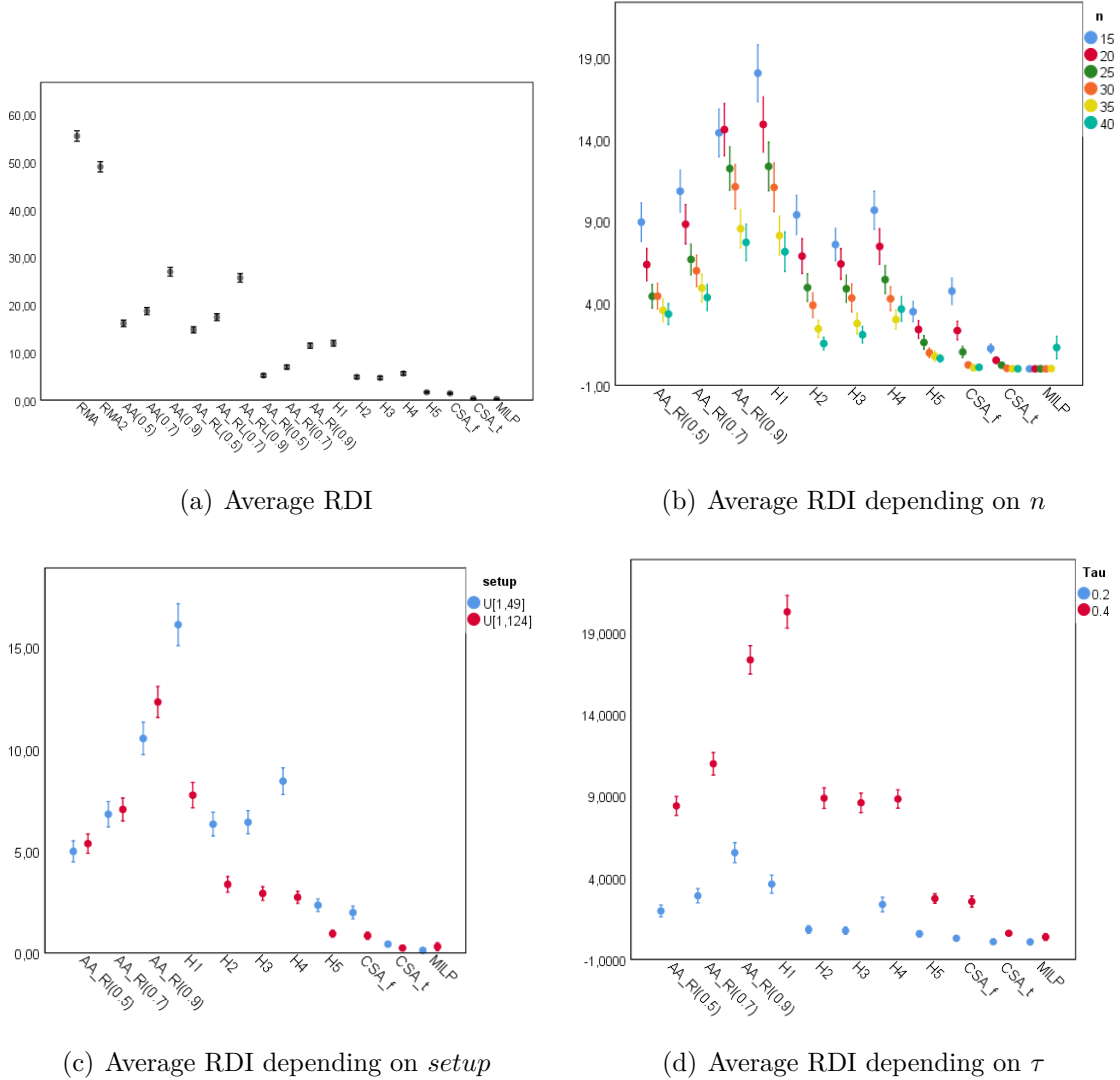 60,00
50,00
40,00
30,00
20,00
10,00
0,00
RMA
RMA2
AA(0.5)
AA(0.7)
AA(0.9)
AA_RL(0.5)
AA_RL(0.7)
AA_RL(0.9)
AA_RI(0.5)
AA_RI(0.7)
AA_RI(0.9)
H1
H2
H3
H4
H5
CSA_f
CSA_t
MILP
(a) Average RDI
19,00
14,00
9,00
4,00
-1,00
AA_RI(0.5)
AA_RI(0.7)
AA_RI(0.9)
H1
H2
H3
H4
H5
CSA_f
CSA_t
MILP
n
15
20
25
30
35
40
(b) Average RDI depending on n
15,00
10,00
5,00
0,00
AA_RI(0.5)
AA_RI(0.7)
AA_RI(0.9)
H1
H2
H3
H4
H5
CSA_f
CSA_t
MILP
setup
U[1,49]
U[1,124]
(c) Average RDI depending on setup
19,0000
14,0000
9,0000
4,0000
-1,0000
AA_RI(0.5)
AA_RI(0.7)
AA_RI(0.9)
H1
H2
H3
H4
H5
CSA_f
CSA_t
MILP
Tau
0.2
0.4
(d) Average RDI depending on τ